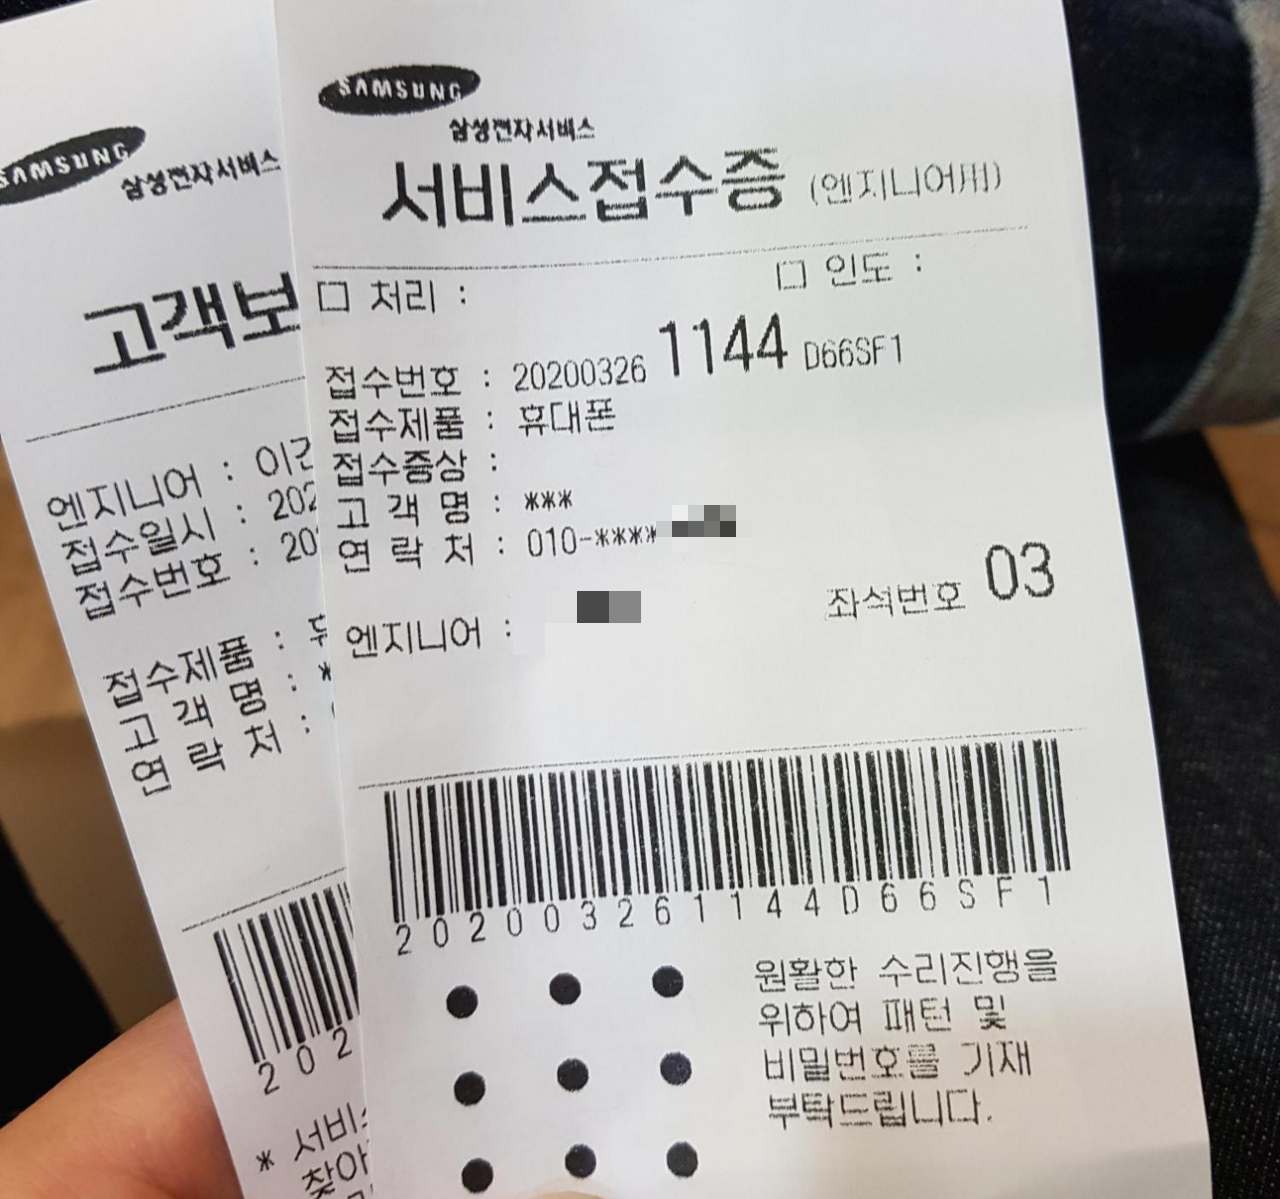 SAMSUNG
삼성전자서비스
고객보
엔지니어 : 이
접수일시 : 202
접수번호 : 20
접수제품 :
고 객 명 : *
연 락 처 :
202
* 서비스
찾아
SAMSUNG
삼성전자서비스
서비스접수증 (엔지니어用)
□ 처리 : □ 인도 :
접수번호 : 20200326 1144 D66SF1
접수제품 : 휴대폰
접수증상 :
고 객 명 : ***
연 락 처 : 010-****
엔지니어 : 좌석번호 03
202003261144D66SF1
원활한 수리진행을
위하여 패턴 및
비밀번호를 기재
부탁드립니다.